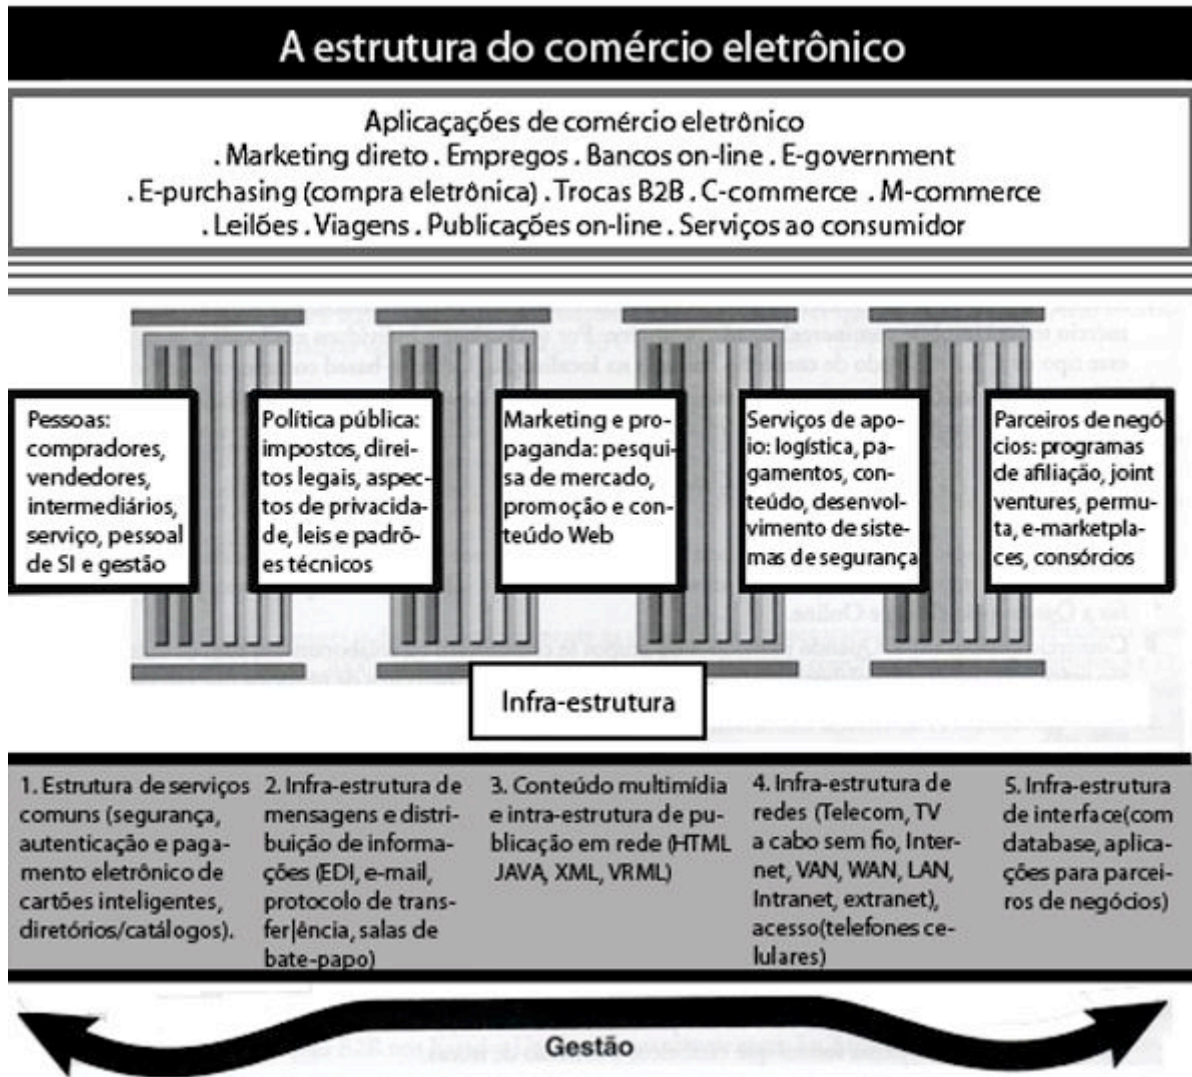 A estrutura do comércio eletrônico
Aplicaçações de comércio eletrônico
. Marketing direto . Empregos . Bancos on-line . E-government
. E-purchasing (compra eletrônica) . Trocas B2B . C-commerce . M-commerce
. Leilões . Viagens . Publicações on-line . Serviços ao consumidor
Pessoas:
compradores,
vendedores,
intermediários,
serviço, pessoal
de SI e gestão
Política pública:
impostos, direi-
tos legais, aspec-
tos de privacida-
de, leis e padrõ-
es técnicos
Marketing e pro-
paganda: pesqui-
sa de mercado,
promoção e con-
teúdo Web
Serviços de apo-
io: logística, pa-
gamentos, con-
teúdo, desenvol-
vimento de siste-
mas de segurança
Parceiros de negó-
cios: programas
de afiliação, joint
ventures, permu-
ta, e-marketpla-
ces, consórcios
Infra-estrutura
1. Estrutura de serviços
comuns (segurança,
autenticação e paga-
mento eletrônico de
cartões inteligentes,
diretórios/catálogos).
2. Infra-estrutura de
mensagens e distri-
buição de informa-
ções (EDI, e-mail,
protocolo de trans-
fer|ência, salas de
bate-papo)
3. Conteúdo multimídia
e intra-estrutura de pu-
blicação em rede (HTML
JAVA, XML, VRML)
4. Infra-estrutura de
redes (Telecom, TV
a cabo sem fio, Inter-
net, VAN, WAN, LAN,
Intranet, extranet),
acesso(telefones ce-
lulares)
5. Infra-estrutura
de interface(com
database, aplica-
ções para parcei-
ros de negócios)
Gestão